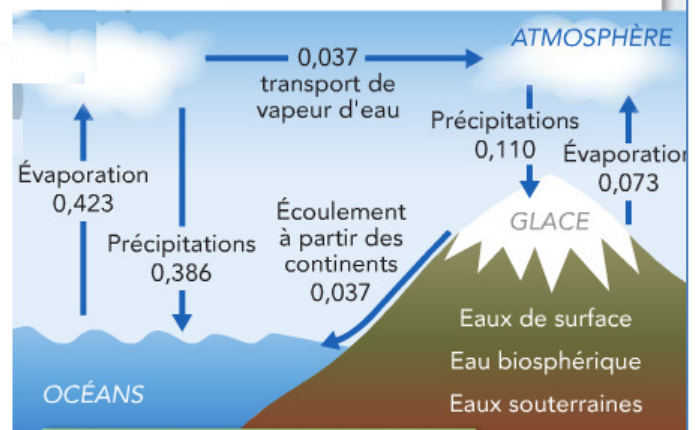 ATMOSPHÈRE
0,037
transport de
vapeur d'eau
Précipitations
0,110
Évaporation
0,073
Évaporation
0,423
Précipitations
0,386
Écoulement
à partir des
continents
0,037
GLACE
Eaux de surface
Eau biosphérique
Eaux souterraines
OCÉANS